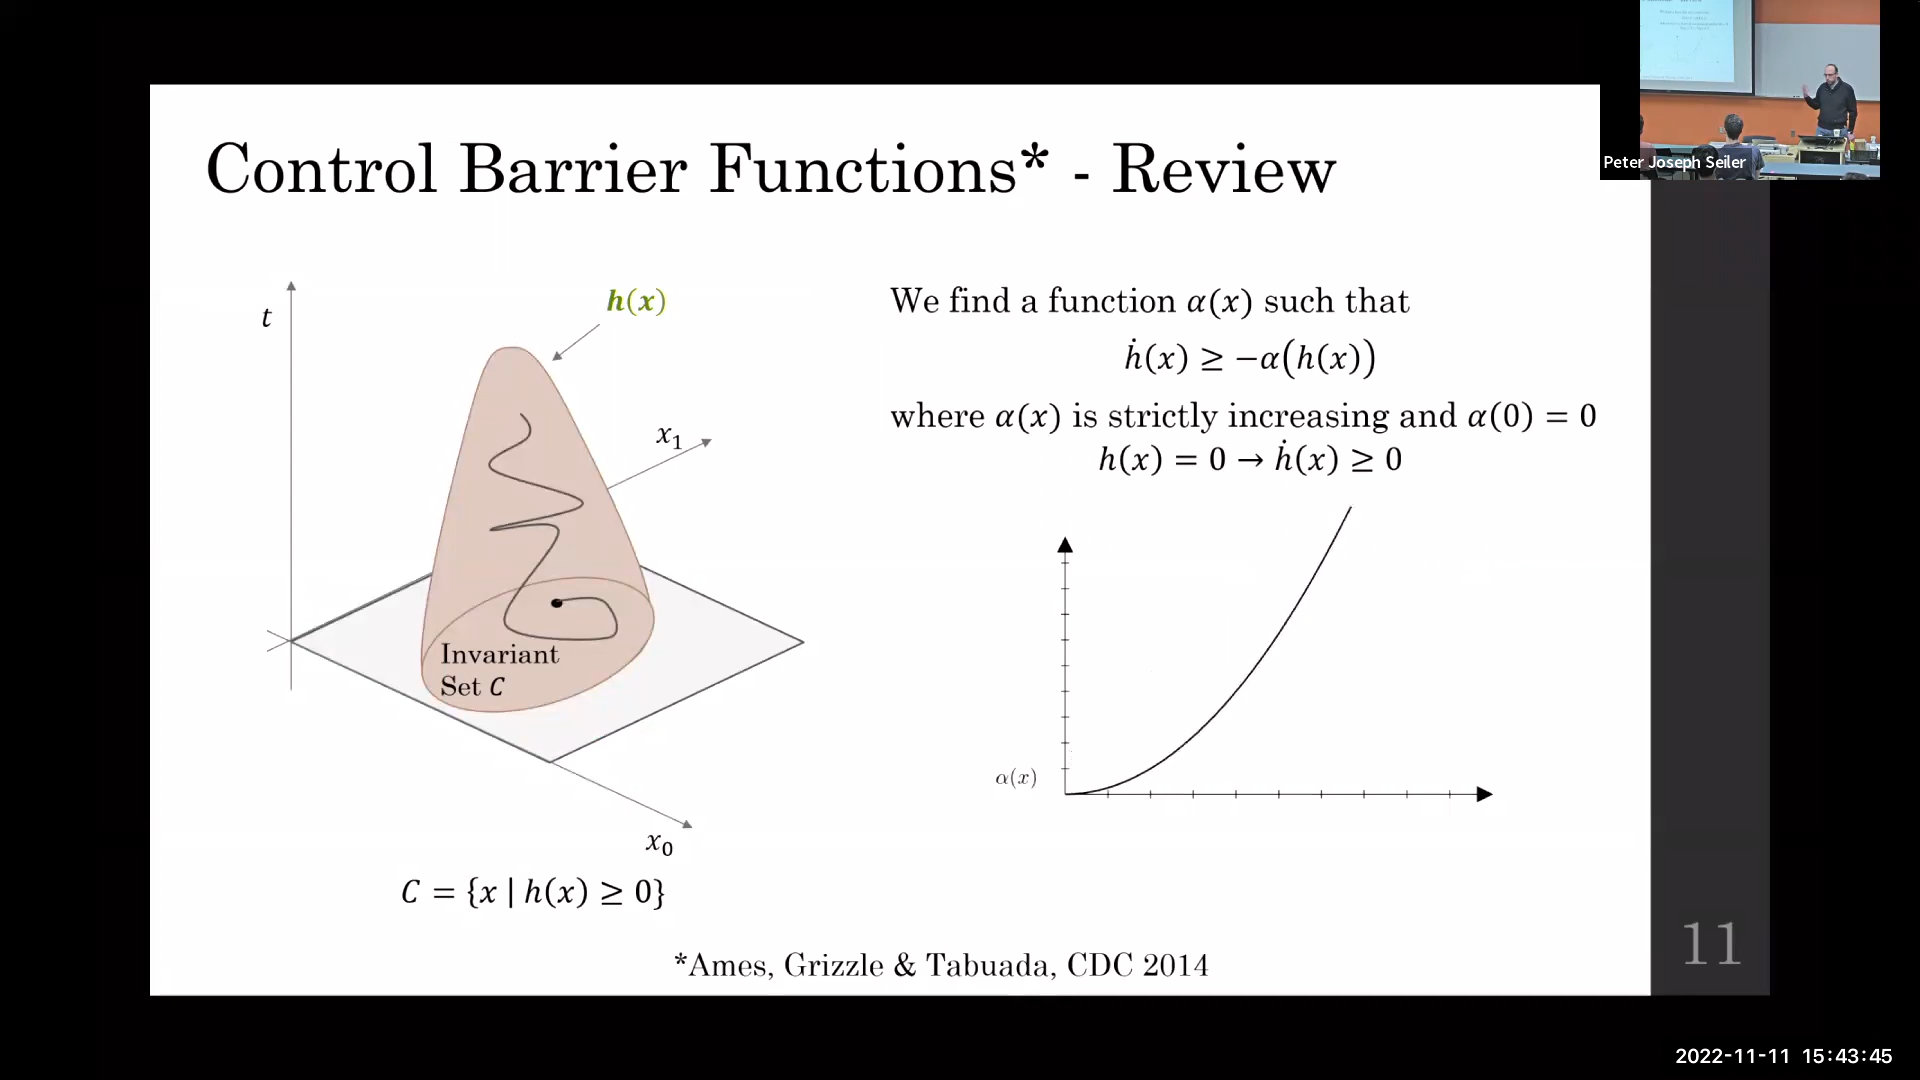 Control Barrier Functions* - Review
Peter Joseph Seiler
t
h(x)
x₁
Invariant
Set C
x₀
C = {x | h(x) ≥ 0}
We find a function α(x) such that
ḣ(x) ≥ −α(h(x))
where α(x) is strictly increasing and α(0) = 0
h(x) = 0 → ḣ(x) ≥ 0
α(x)
*Ames, Grizzle & Tabuada, CDC 2014
11
2022-11-11 15:43:45